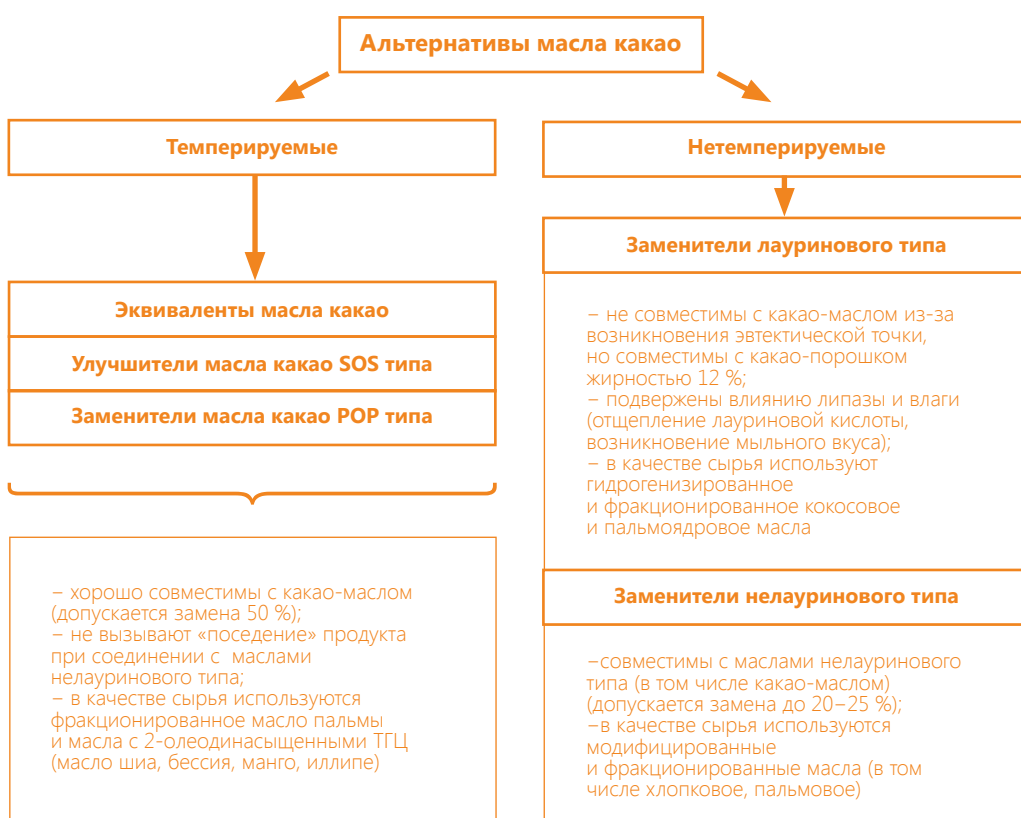 Альтернативы масла какао
Темперируемые
Эквиваленты масла какао
Улучшители масла какао SOS типа
Заменители масла какао POP типа
– хорошо совместимы с какао-маслом
(допускается замена 50 %);
– не вызывают «поседение» продукта
при соединении с маслами
нелауринового типа;
– в качестве сырья используются
фракционированное масло пальмы
и масла с 2-олеодинасыщенными ТГЦ
(масло шиа, бессия, манго, иллипе)
Нетемперируемые
Заменители лауринового типа
– не совместимы с какао-маслом из-за
возникновения эвтектической точки,
но совместимы с какао-порошком
жирностью 12 %;
– подвержены влиянию липазы и влаги
(отщепление лауриновой кислоты,
возникновение мыльного вкуса);
– в качестве сырья используют
гидрогенизированное
и фракционированное кокосовое
и пальмоядровое масла
Заменители нелауринового типа
–совместимы с маслами нелауринового
типа (в том числе какао-маслом)
(допускается замена до 20–25 %);
–в качестве сырья используются
модифицированные
и фракционированные масла (в том
числе хлопковое, пальмовое)